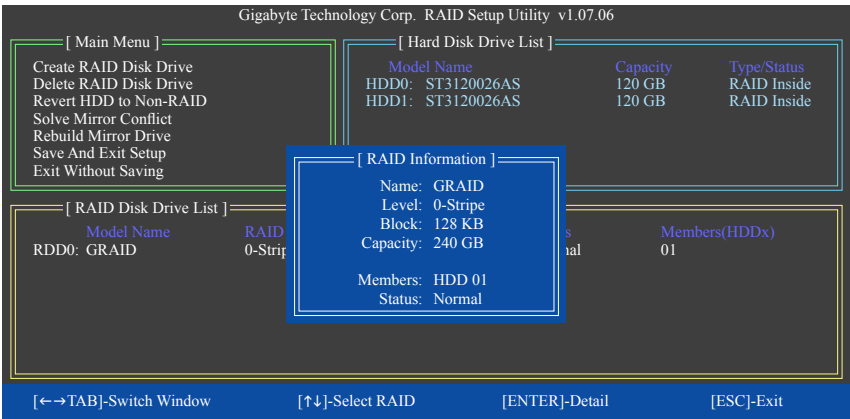 Gigabyte Technology Corp. RAID Setup Utility v1.07.06
[ Main Menu ]
Create RAID Disk Drive
Delete RAID Disk Drive
Revert HDD to Non-RAID
Solve Mirror Conflict
Rebuild Mirror Drive
Save And Exit Setup
Exit Without Saving
[ Hard Disk Drive List ]
Model Name Capacity Type/Status
HDD0: ST3120026AS 120 GB RAID Inside
HDD1: ST3120026AS 120 GB RAID Inside
[ RAID Information ]
Name: GRAID
Level: 0-Stripe
Block: 128 KB
Capacity: 240 GB
Members: HDD 01
Status: Normal
[ RAID Disk Drive List ]
Model Name RAID Members(HDDx)
RDD0: GRAID 01
[←→TAB]-Switch Window [↑↓]-Select RAID [ENTER]-Detail [ESC]-Exit